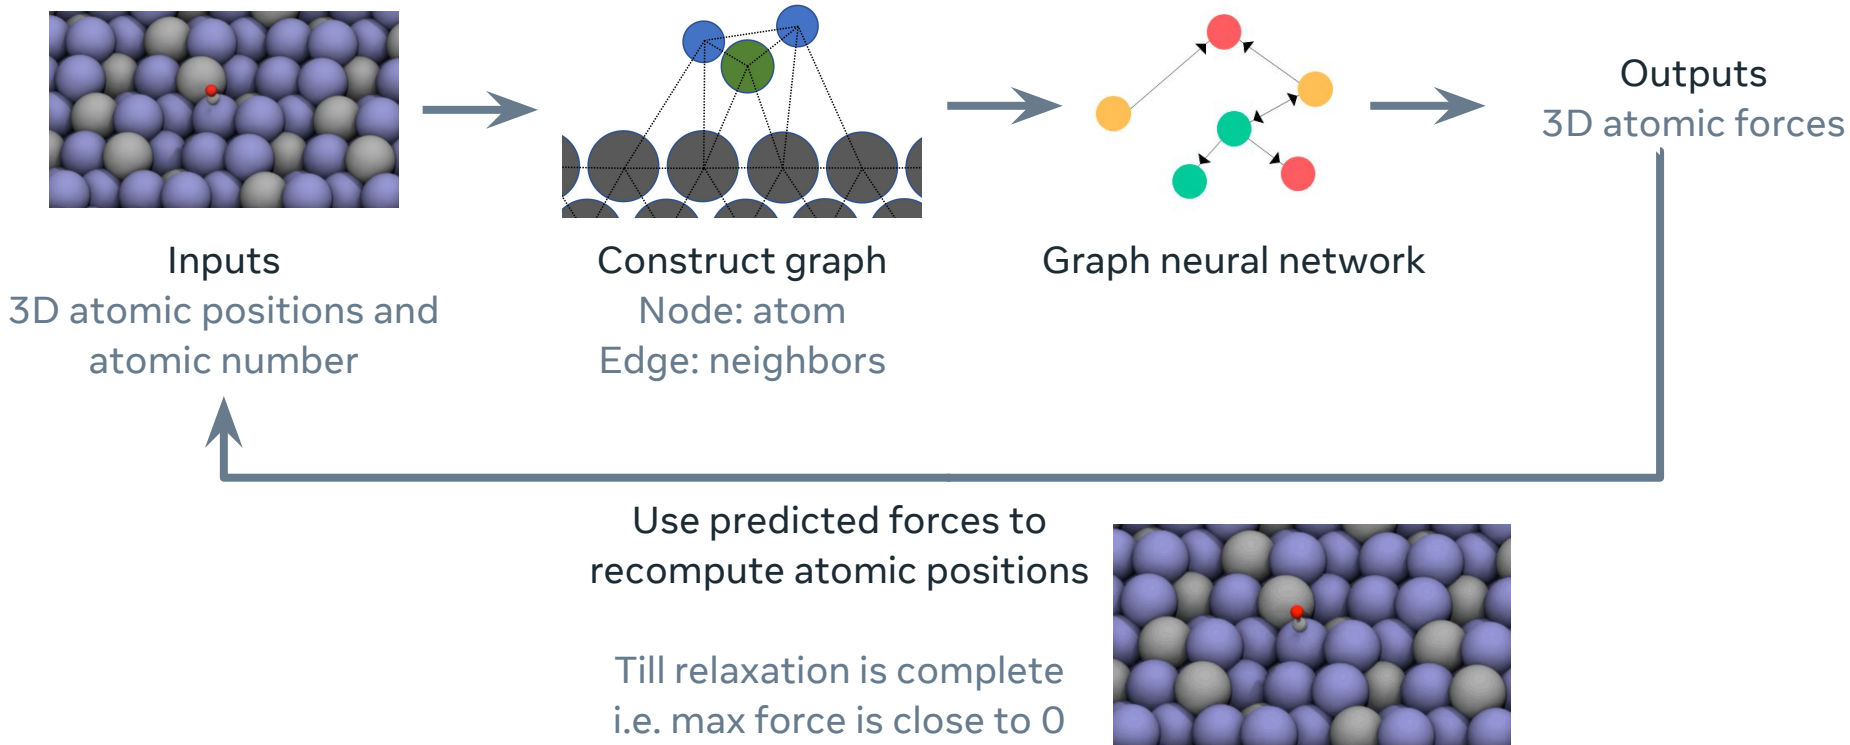 Inputs
3D atomic positions and
atomic number
Construct graph
Node: atom
Edge: neighbors
Graph neural network
Outputs
3D atomic forces
Use predicted forces to
recompute atomic positions
Till relaxation is complete
i.e. max force is close to 0